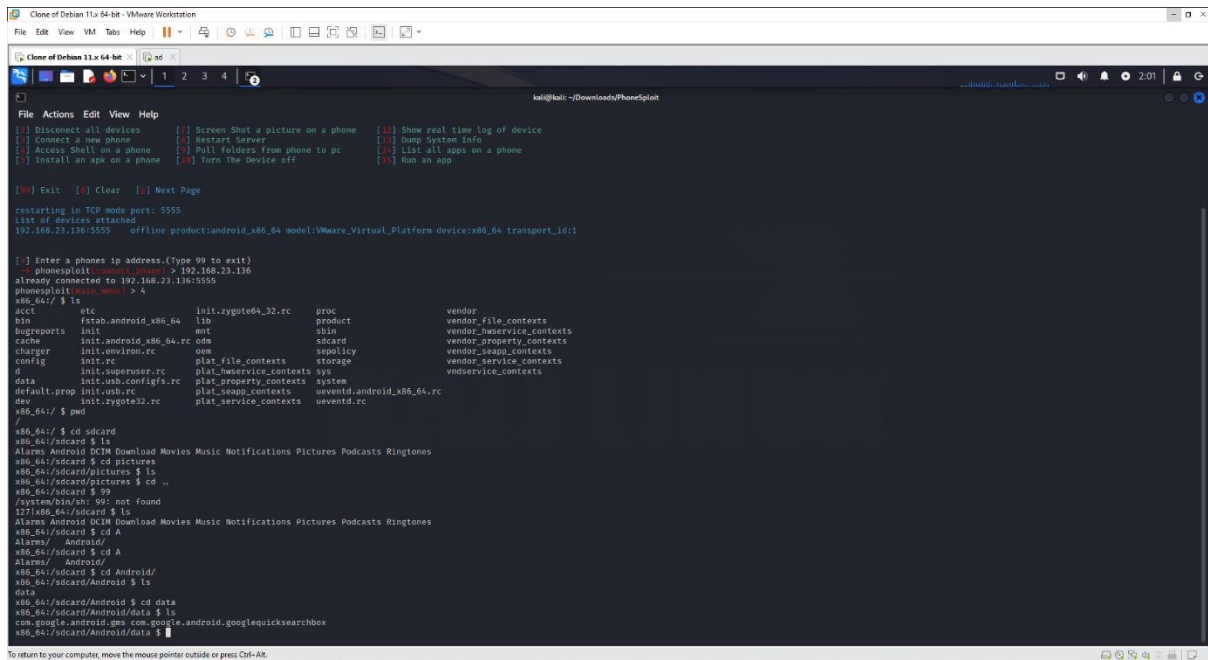 Clone of Debian 11.x 64-bit - VMware Workstation
File Edit View VM Tabs Help
Clone of Debian 11.x 64-bit ad
1 2 3 4 2:01
kali@kali: ~/Downloads/PhoneSploit
File Actions Edit View Help
[2] Disconect all devices [7] Screen Shot a picture on a phone [12] Show real time log of device
[3] Connect a new phone [8] Restart Server [13] Dump System Info
[4] Access Shell on a phone [9] Pull folders from phone to pc [14] List all apps on a phone
[5] Install an apk on a phone [10] Turn The Device off [15] Run an app
[99] Exit [0] Clear [p] Next Page
restarting in TCP mode port: 5555
List of devices attached
192.168.23.136:5555 offline product:android_x86_64 model:VMware_Virtual_Platform device:x86_64 transport_id:1
[+] Enter a phones ip address.(Type 99 to exit)
→ phonesploit(connect_phone) > 192.168.23.136
already connected to 192.168.23.136:5555
phonesploit(main_menu) > 4
x86_64:/ $ ls
acct etc init.zygote64_32.rc proc vendor
bin fstab.android_x86_64 lib product vendor_file_contexts
bugreports init mnt sbin vendor_hwservice_contexts
cache init.android_x86_64.rc odm sdcard vendor_property_contexts
charger init.environ.rc oem sepolicy vendor_seapp_contexts
config init.rc plat_file_contexts storage vendor_service_contexts
d init.superuser.rc plat_hwservice_contexts sys vndservice_contexts
data init.usb.configfs.rc plat_property_contexts system
default.prop init.usb.rc plat_seapp_contexts ueventd.android_x86_64.rc
dev init.zygote32.rc plat_service_contexts ueventd.rc
x86_64:/ $ pwd
/
x86_64:/ $ cd sdcard
x86_64:/sdcard $ ls
Alarms Android DCIM Download Movies Music Notifications Pictures Podcasts Ringtones
x86_64:/sdcard $ cd pictures
x86_64:/sdcard/pictures $ ls
x86_64:/sdcard/pictures $ cd ..
x86_64:/sdcard $ 99
/system/bin/sh: 99: not found
127|x86_64:/sdcard $ ls
Alarms Android DCIM Download Movies Music Notifications Pictures Podcasts Ringtones
x86_64:/sdcard $ cd A
Alarms/ Android/
x86_64:/sdcard $ cd A
Alarms/ Android/
x86_64:/sdcard $ cd Android/
x86_64:/sdcard/Android $ ls
data
x86_64:/sdcard/Android $ cd data
x86_64:/sdcard/Android/data $ ls
com.google.android.gms com.google.android.googlequicksearchbox
x86_64:/sdcard/Android/data $
To return to your computer, move the mouse pointer outside or press Ctrl+Alt.